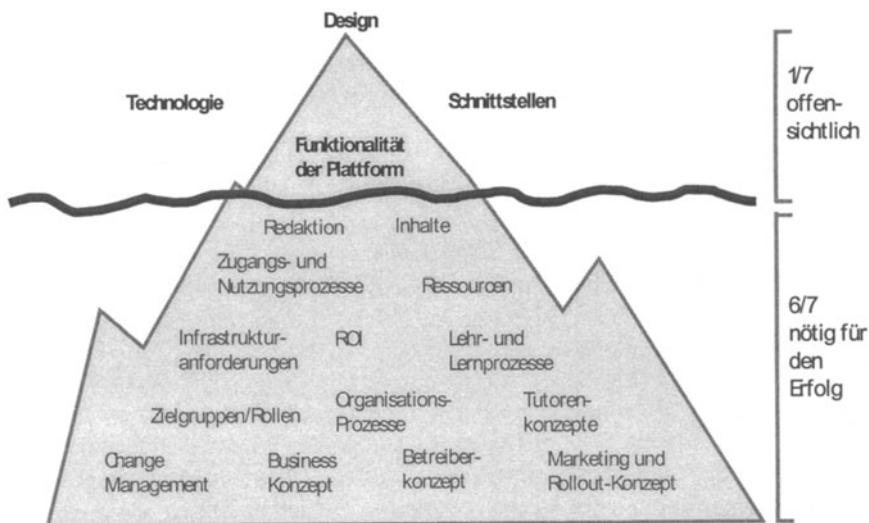 Design
Technologie
Schnittstellen
Funktionalität
der Plattform
1/7
offen-
sichtlich
Redaktion
Inhalte
Zugangs- und
Nutzungsprozesse
Ressourcen
Infrastruktur-
anforderungen
ROI
Lehr- und
Lernprozesse
Zielgruppen/Rollen
Organisations-
Prozesse
Tutoren-
konzepte
Change
Management
Business
Konzept
Betreiber-
konzept
Marketing und
Rollout-Konzept
6/7
nötig für
den
Erfolg